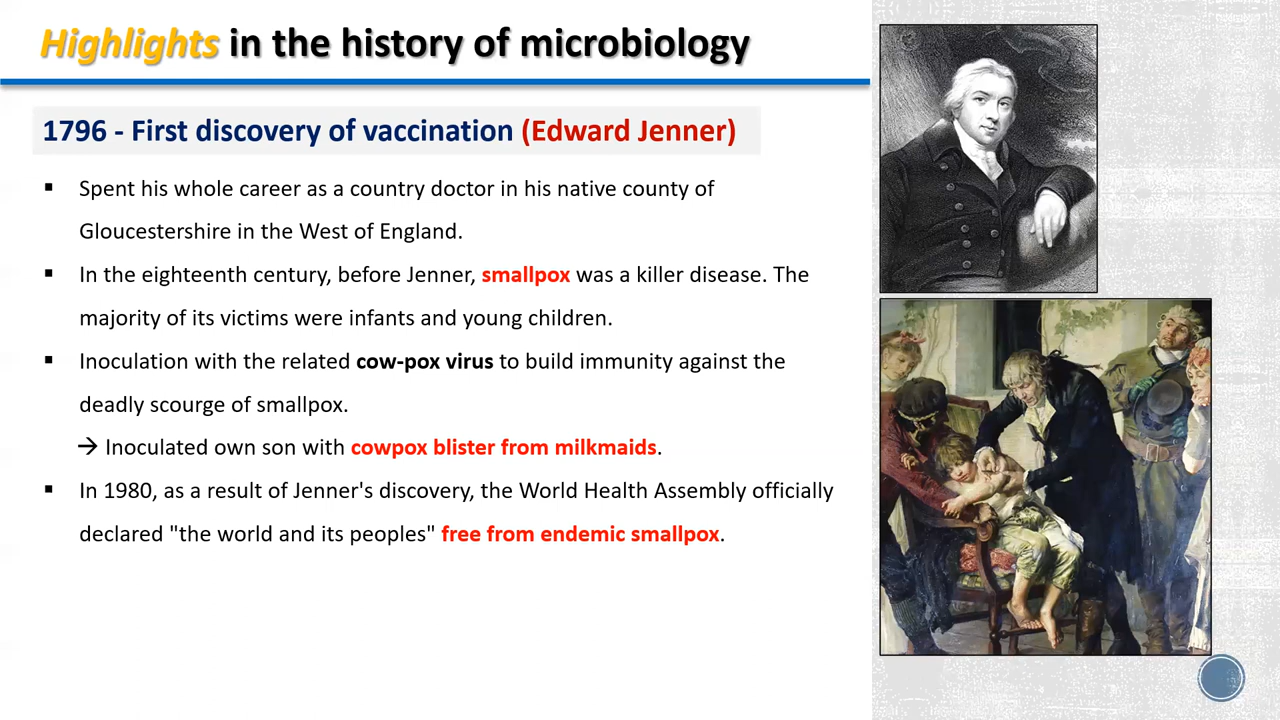 Highlights in the history of microbiology
1796 - First discovery of vaccination (Edward Jenner)
▪ Spent his whole career as a country doctor in his native county of
Gloucestershire in the West of England.
▪ In the eighteenth century, before Jenner, smallpox was a killer disease. The
majority of its victims were infants and young children.
▪ Inoculation with the related cow-pox virus to build immunity against the
deadly scourge of smallpox.
→ Inoculated own son with cowpox blister from milkmaids.
▪ In 1980, as a result of Jenner's discovery, the World Health Assembly officially
declared "the world and its peoples" free from endemic smallpox.